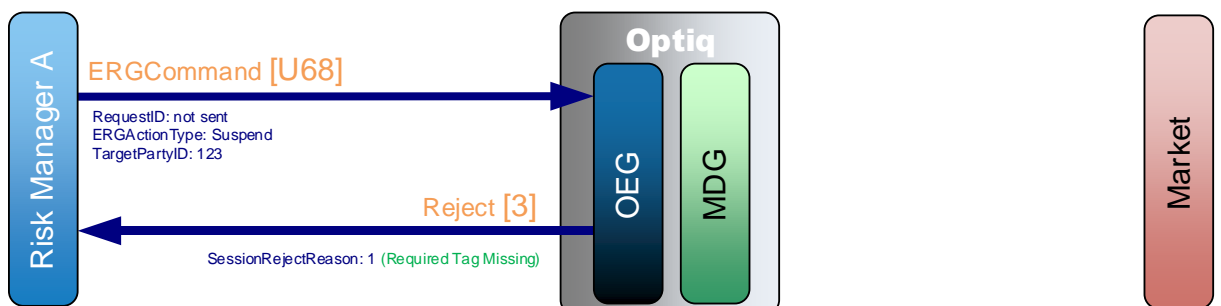 Risk Manager A
ERGCommand [U68]
RequestID: not sent
ERGActionType: Suspend
TargetPartyID: 123
Reject [3]
SessionRejectReason: 1 (Required Tag Missing)
Optiq
OEG
MDG
Market